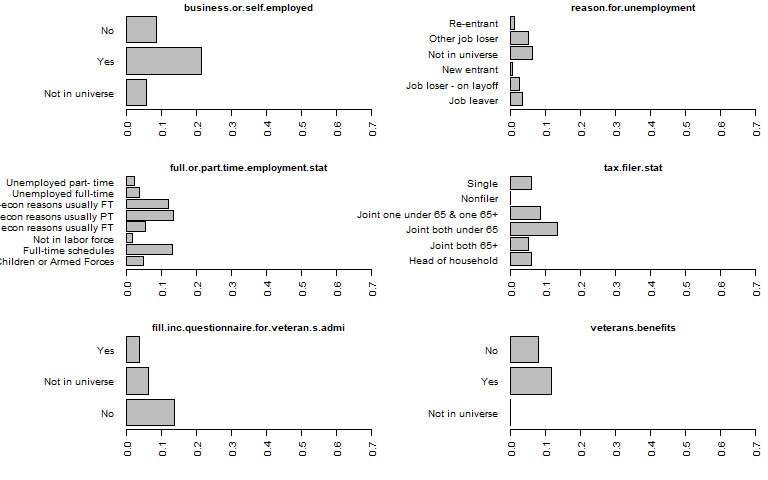 business.or.self.employed
No
Yes
Not in universe
0.0 0.1 0.2 0.3 0.4 0.5 0.6 0.7
reason.for.unemployment
Re-entrant
Other job loser
Not in universe
New entrant
Job loser - on layoff
Job leaver
0.0 0.1 0.2 0.3 0.4 0.5 0.6 0.7
full.or.part.time.employment.stat
Unemployed part- time
Unemployed full-time
-econ reasons usually FT
econ reasons usually PT
econ reasons usually FT
Not in labor force
Full-time schedules
Children or Armed Forces
0.0 0.1 0.2 0.3 0.4 0.5 0.6 0.7
tax.filer.stat
Single
Nonfiler
Joint one under 65 & one 65+
Joint both under 65
Joint both 65+
Head of household
0.0 0.1 0.2 0.3 0.4 0.5 0.6 0.7
fill.inc.questionnaire.for.veteran.s.admi
Yes
Not in universe
No
0.0 0.1 0.2 0.3 0.4 0.5 0.6 0.7
veterans.benefits
No
Yes
Not in universe
0.0 0.1 0.2 0.3 0.4 0.5 0.6 0.7